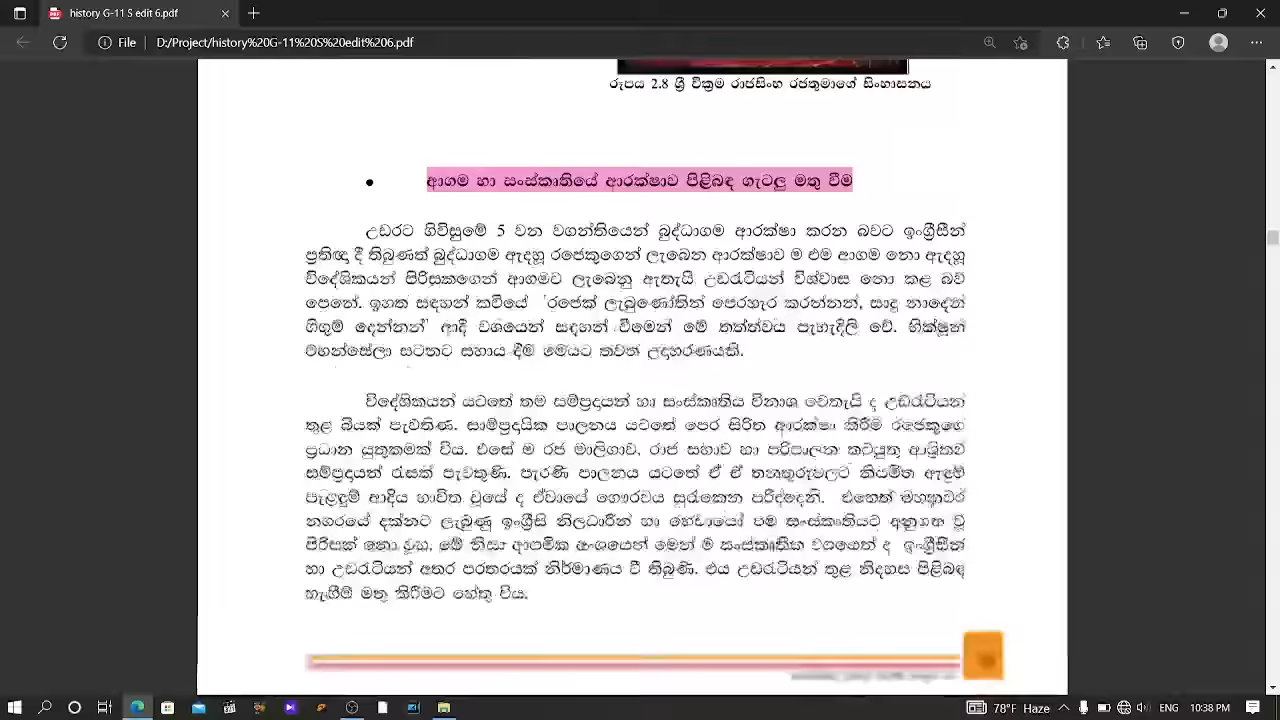 history G-11 S edit 6.pdf
File
D:/Project/history%20G-11%20S%20edit%206.pdf
රූපය 2.8 ශ්‍රී වික්‍රම රාජසිංහ රජතුමාගේ සිංහාසනය
• ආගම හා සංස්කෘතියේ ආරක්ෂාව පිළිබඳ ගැටලු මතු වීම
උඩරට ගිවිසුමේ 5 වන වගන්තියෙන් බුද්ධාගම ආරක්ෂා කරන බවට ඉංග්‍රීසීන්
ප්‍රතිඥා දී තිබුණත් බුද්ධාගම ඇදහූ රජෙකුගෙන් ලැබෙන ආරක්ෂාව ම එම ආගම නො ඇදහූ
විදේශිකයන් පිරිසකගෙන් ආගමට ලැබෙනු ඇතැයි උඩරැටියන් විශ්වාස නො කළ බව
පෙනේ. ඉහත සඳහන් කවියේ 'රජෙක් ලැබුණෝතින් පෙරහැර කරන්නන්, සාදු නාදෙන්
ගිගුම් දෙන්නන්' ආදී වශයෙන් සඳහන් වීමෙන් මේ තත්ත්වය පැහැදිලි වේ. භික්ෂූන්
වහන්සේලා සටනට සහාය දීම මෙයට තවත් උදාහරණයකි.
විදේශිකයන් යටතේ තම සම්ප්‍රදායන් හා සංස්කෘතිය විනාශ වෙතැයි ද උඩරැටියන්
තුළ බියක් පැවතිණ. සාම්ප්‍රදායික පාලනය යටතේ පෙර සිරිත ආරක්ෂා කිරීම රජෙකුගේ
ප්‍රධාන යුතුකමක් විය. එසේ ම රජ මාලිගාව, රාජ සභාව හා පරිපාලන කටයුතු ආශ්‍රිතව
සම්ප්‍රදායන් රැසක් පැවතුණි. පැරණි පාලනය යටතේ ඒ ඒ තනතුරුවලට නියමිත ඇඳුම්
පැළඳුම් ආදිය භාවිත වූයේ ද ඒවායේ ගෞරවය සුරැකෙන පරිද්දෙනි. එහෙත් මහනුවර
නගරයේ දක්නට ලැබුණු ඉංග්‍රීසි නිලධාරීන් හා හේවායෝ එම සංස්කෘතියට අනුගත වූ
පිරිසක් නො වූහ. මේ නිසා ආගමික අංශයෙන් මෙන් ම සංස්කෘතික වශයෙන් ද ඉංග්‍රීසීන්
හා උඩරැටියන් අතර පරතරයක් නිර්මාණය වී තිබුණි. එය උඩරැටියන් තුළ නිදහස පිළිබඳ
හැඟීම් මතු කිරීමට හේතු විය.
78°F Haze
ENG
10:38 PM